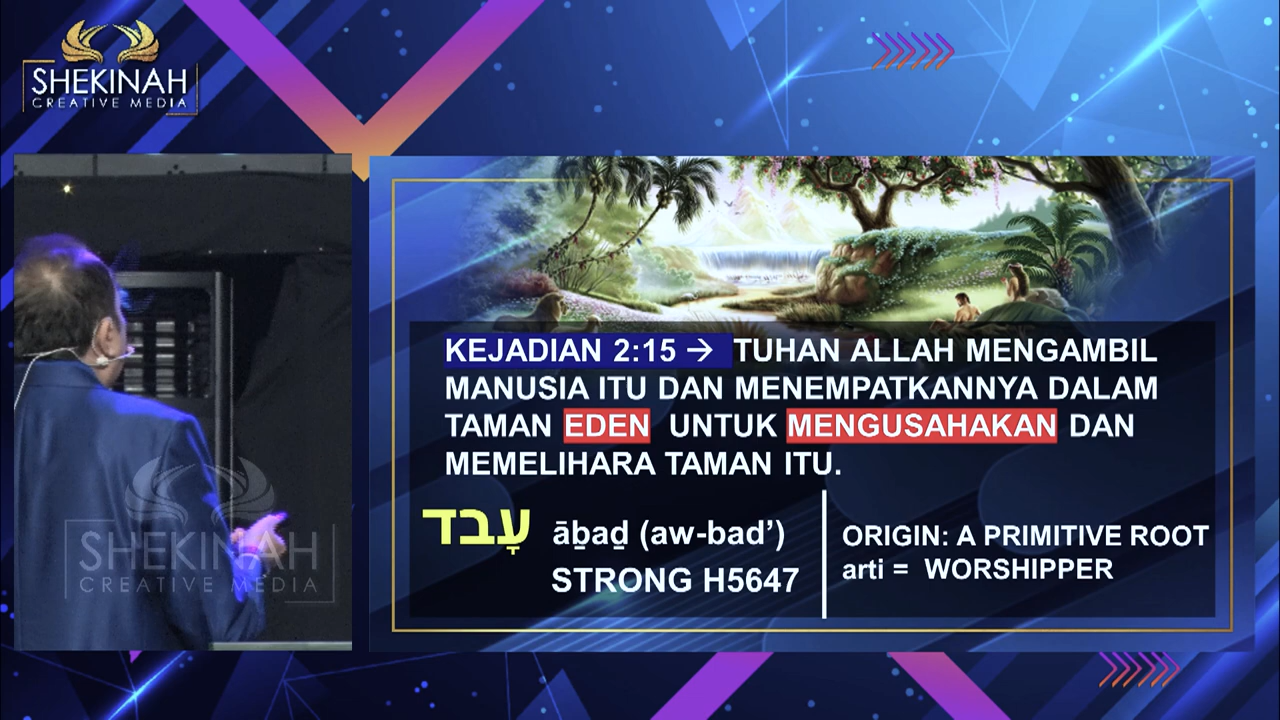 SHEKINAH
CREATIVE MEDIA
KEJADIAN 2:15 → TUHAN ALLAH MENGAMBIL
MANUSIA ITU DAN MENEMPATKANNYA DALAM
TAMAN EDEN UNTUK MENGUSAHAKAN DAN
MEMELIHARA TAMAN ITU.
עָבד āḇaḏ (aw-bad’)
STRONG H5647
ORIGIN: A PRIMITIVE ROOT
arti = WORSHIPPER
SHEKINAH
CREATIVE MEDIA